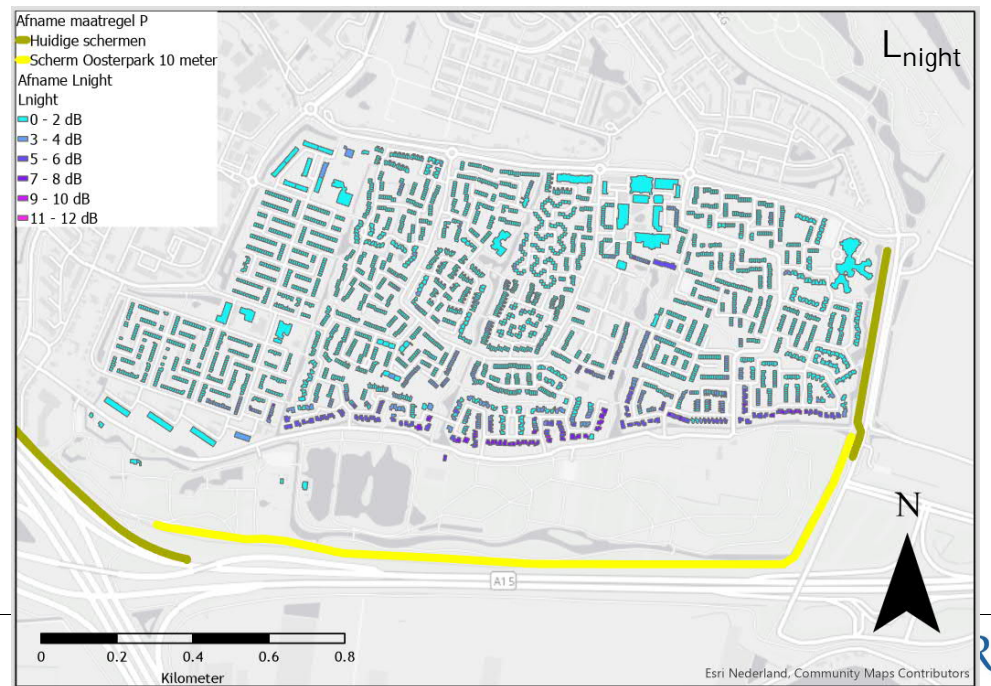 Afname maatregel P
Huidige schermen
Scherm Oosterpark 10 meter
Afname Lnight
Lnight
0 - 2 dB
3 - 4 dB
5 - 6 dB
7 - 8 dB
9 - 10 dB
11 - 12 dB
Lnight
N
A15
0 0.2 0.4 0.6 0.8
Kilometer
Esri Nederland, Community Maps Contributors
R